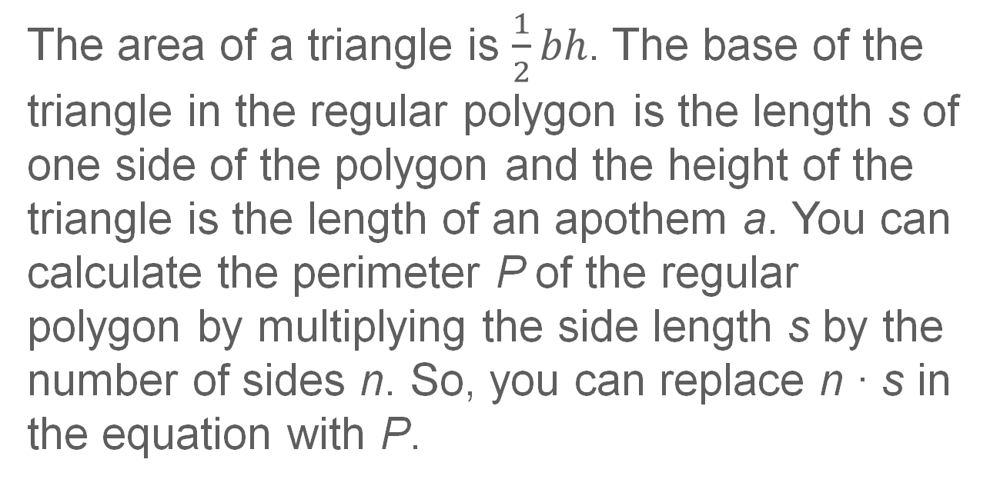 The area of a triangle is ½ bh. The base of the
triangle in the regular polygon is the length s of
one side of the polygon and the height of the
triangle is the length of an apothem a. You can
calculate the perimeter P of the regular
polygon by multiplying the side length s by the
number of sides n. So, you can replace n · s in
the equation with P.